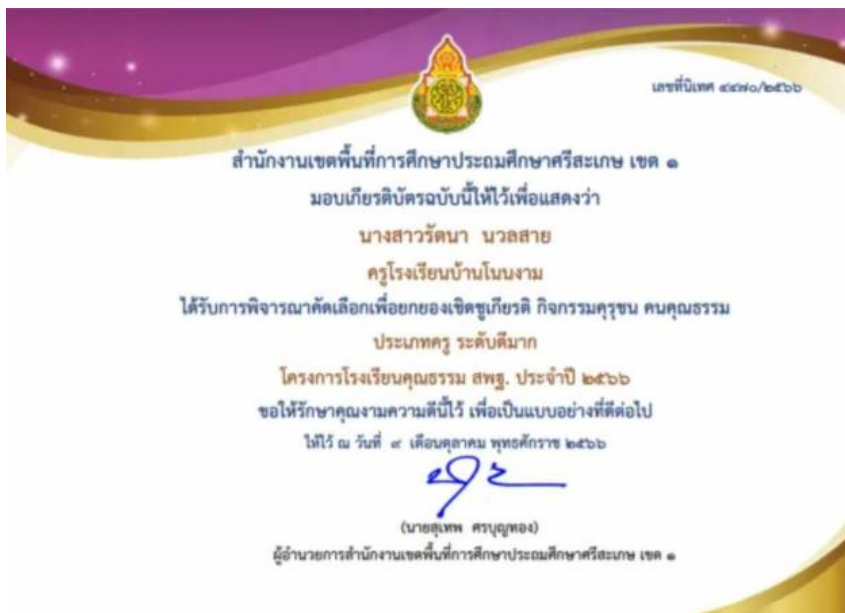 เลขที่นิเทศ ๔๔๗๐/๒๕๖๖
สำนักงานเขตพื้นที่การศึกษาประถมศึกษาศรีสะเกษ เขต ๑
มอบเกียรติบัตรฉบับนี้ให้ไว้เพื่อแสดงว่า
นางสาวรัตนา นวลสาย
ครูโรงเรียนบ้านโนนงาม
ได้รับการพิจารณาคัดเลือกเพื่อยกยองเชิดชูเกียรติ กิจกรรมคุรุชน คนคุณธรรม
ประเภทครู ระดับดีมาก
โครงการโรงเรียนคุณธรรม สพฐ. ประจำปี ๒๕๖๖
ขอให้รักษาคุณงามความดีนี้ไว้ เพื่อเป็นแบบอย่างที่ดีต่อไป
ให้ไว้ ณ วันที่ ๙ เดือนตุลาคม พุทธศักราช ๒๕๖๖
(นายสุเทพ ศรบุญทอง)
ผู้อำนวยการสำนักงานเขตพื้นที่การศึกษาประถมศึกษาศรีสะเกษ เขต ๑